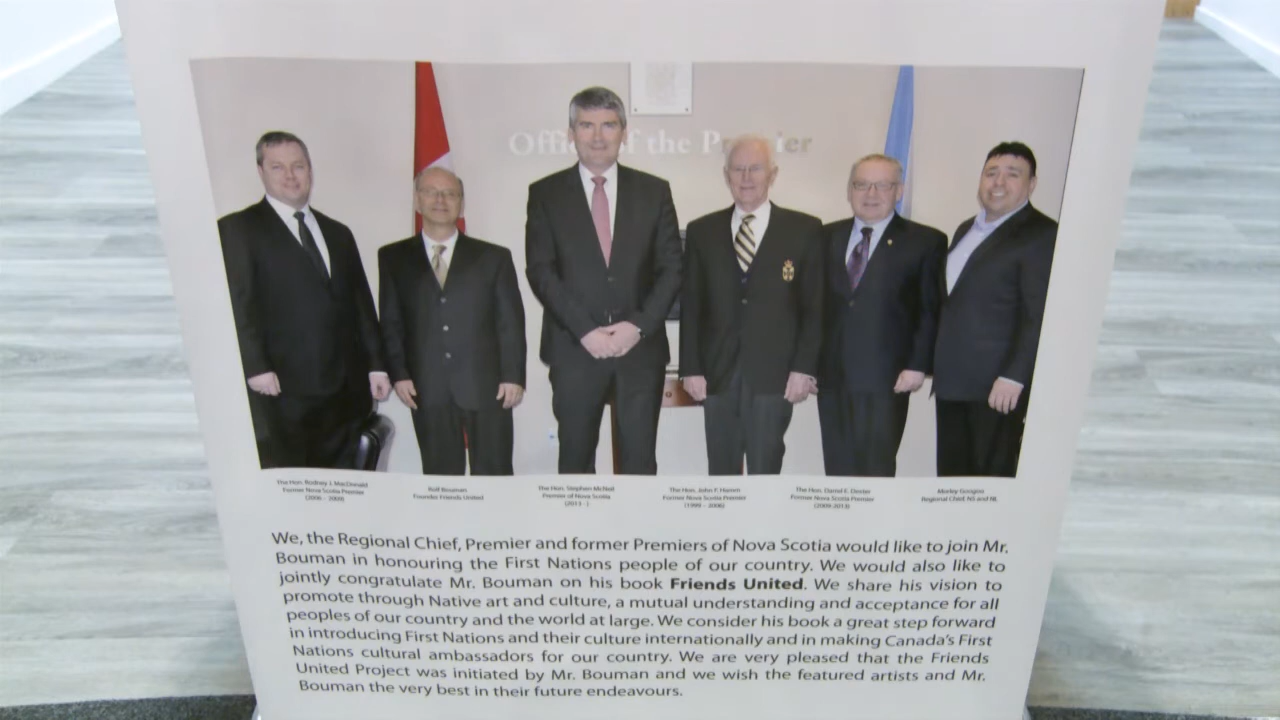 Office of the Premier
The Hon. Rodney J. MacDonald
Former Nova Scotia Premier
(2006 - 2009)
Rolf Bouman
Founder Friends United
The Hon. Stephen McNeil
Premier of Nova Scotia
(2013 - )
The Hon. John F. Hamm
Former Nova Scotia Premier
(1999 - 2006)
The Hon. Darrel E. Dexter
Former Nova Scotia Premier
(2009-2013)
Morley Googoo
Regional Chief, NS and NL
We, the Regional Chief, Premier and former Premiers of Nova Scotia would like to join Mr.
Bouman in honouring the First Nations people of our country. We would also like to
jointly congratulate Mr. Bouman on his book Friends United. We share his vision to
promote through Native art and culture, a mutual understanding and acceptance for all
peoples of our country and the world at large. We consider his book a great step forward
in introducing First Nations and their culture internationally and in making Canada's First
Nations cultural ambassadors for our country. We are very pleased that the Friends
United Project was initiated by Mr. Bouman and we wish the featured artists and Mr.
Bouman the very best in their future endeavours.